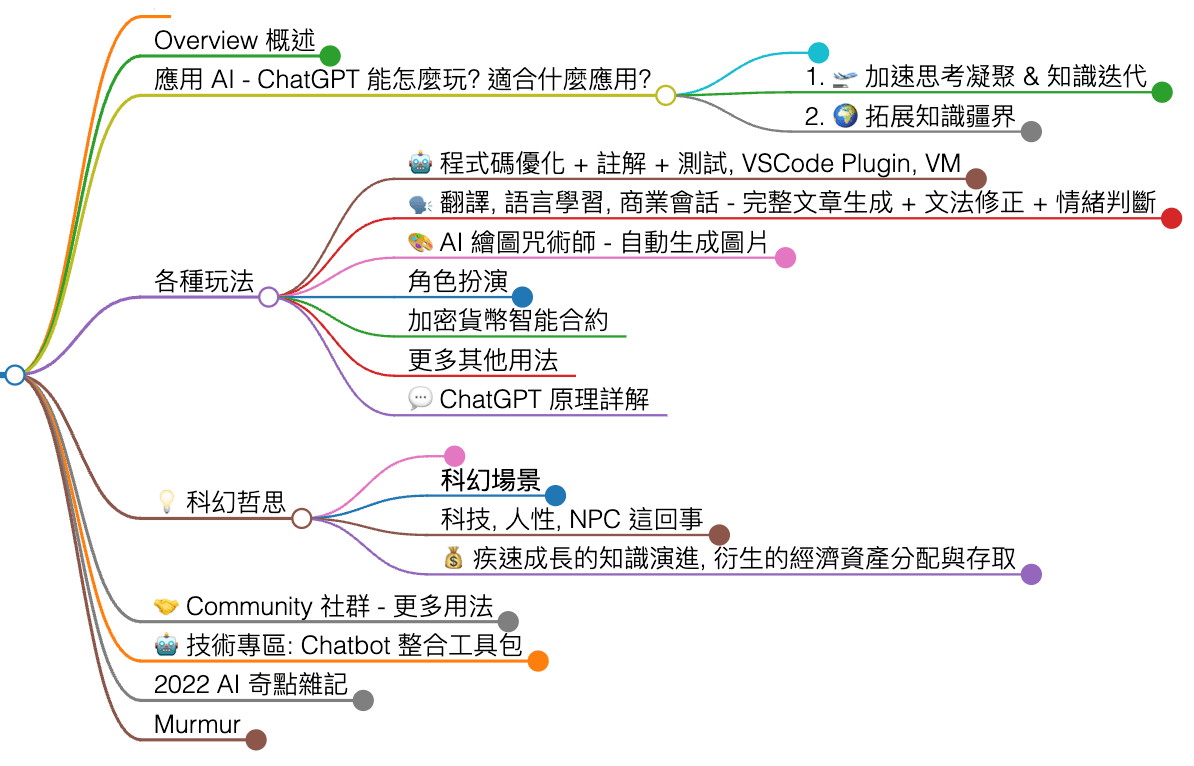 Overview 概述
應用 AI - ChatGPT 能怎麼玩? 適合什麼應用?
1. 🛫 加速思考凝聚 & 知識迭代
2. 🌍 拓展知識疆界
各種玩法
🤖 程式碼優化 + 註解 + 測試, VSCode Plugin, VM
🗣️ 翻譯, 語言學習, 商業會話 - 完整文章生成 + 文法修正 + 情緒判斷
🎨 AI 繪圖咒術師 - 自動生成圖片
角色扮演
加密貨幣智能合約
更多其他用法
💬 ChatGPT 原理詳解
💡 科幻哲思
科幻場景
科技, 人性, NPC 這回事
💰 疾速成長的知識演進, 衍生的經濟資產分配與存取
🤝 Community 社群 - 更多用法
🤖 技術專區: Chatbot 整合工具包
2022 AI 奇點雜記
Murmur